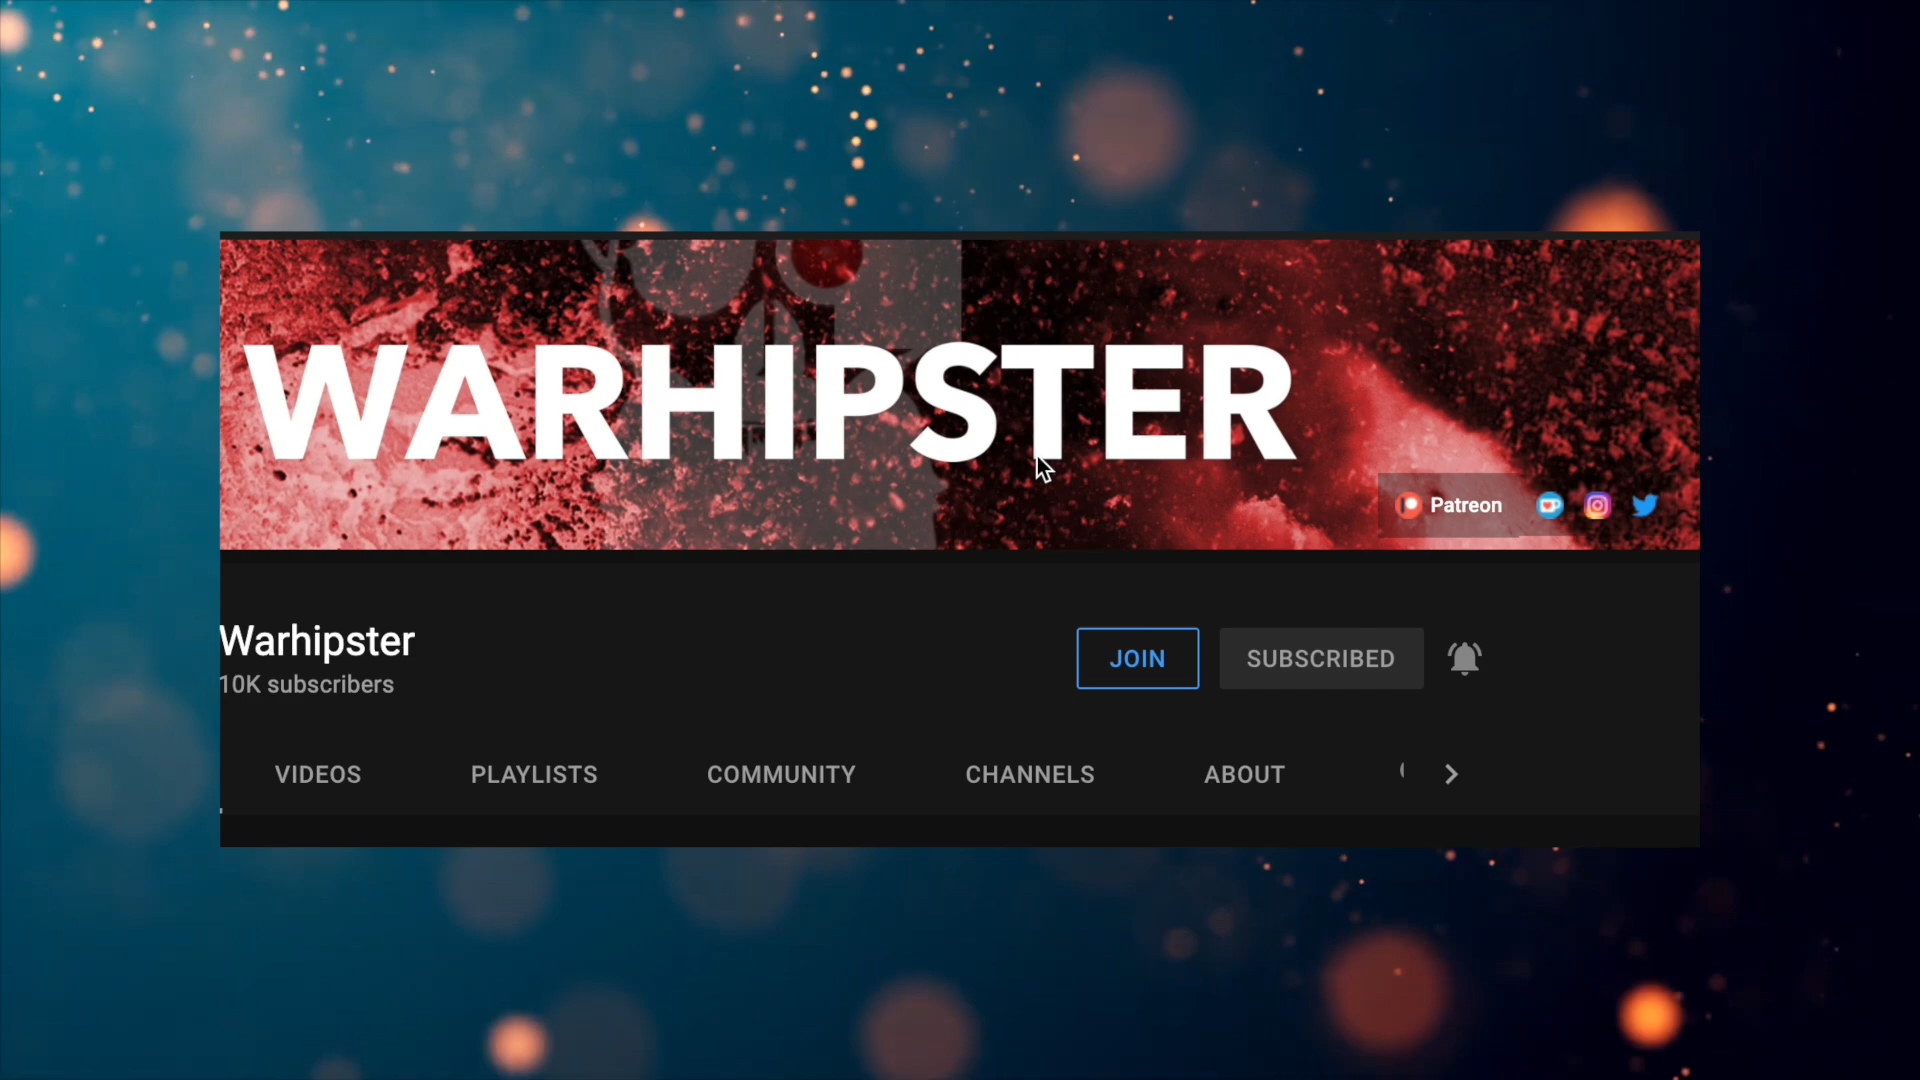 WARHIPSTER
Patreon
Warhipster
10K subscribers
JOIN
SUBSCRIBED
VIDEOS
PLAYLISTS
COMMUNITY
CHANNELS
ABOUT